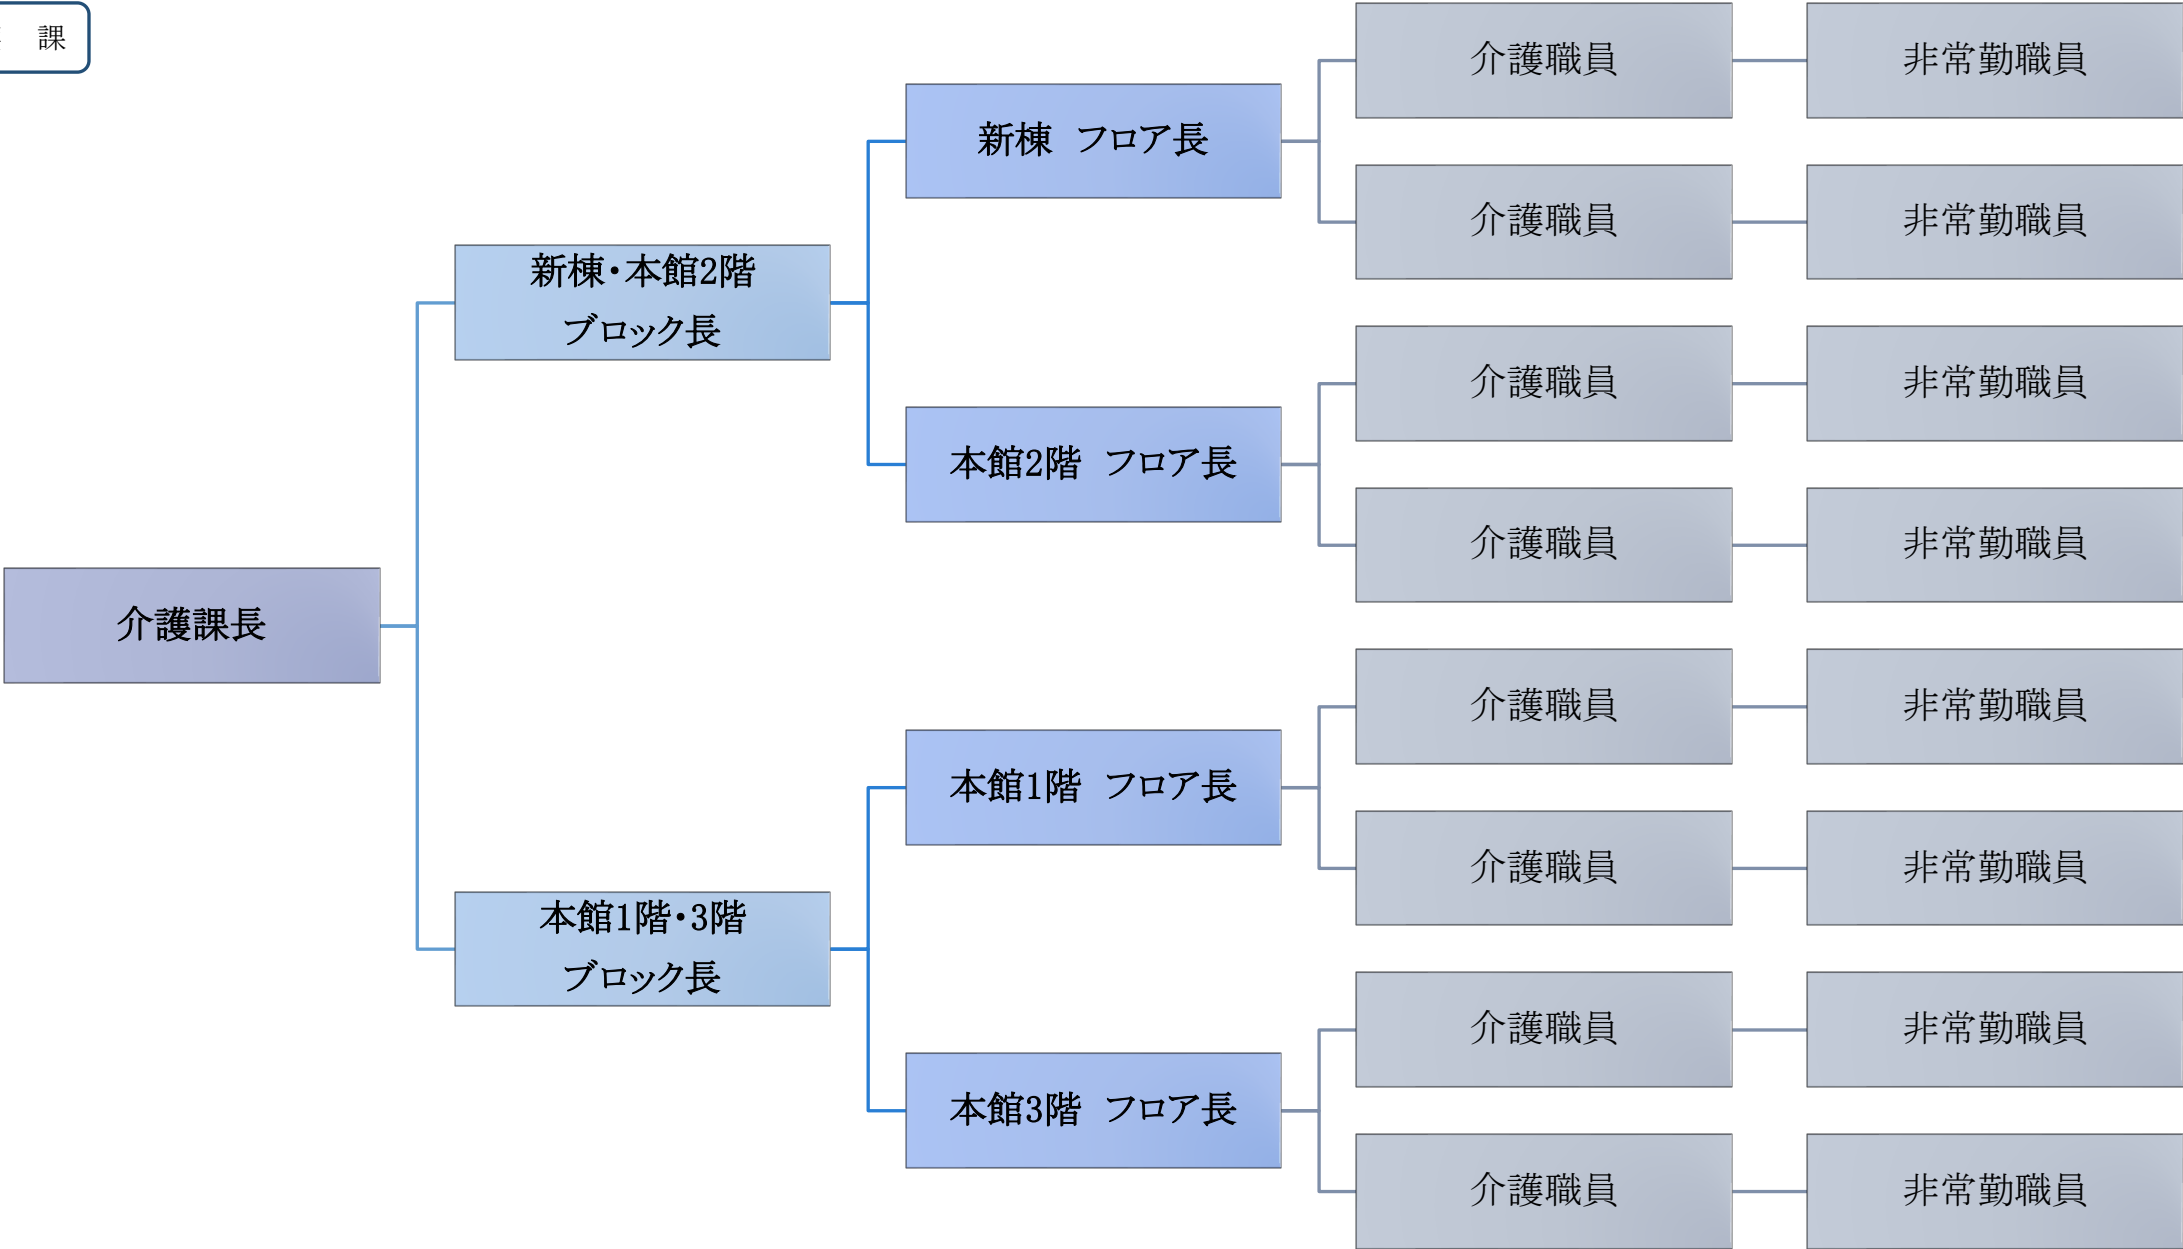 課
介護課長
新棟・本館2階
ブロック長
本館1階・3階
ブロック長
新棟　フロア長
本館2階　フロア長
本館1階　フロア長
本館3階　フロア長
介護職員　非常勤職員
介護職員　非常勤職員
介護職員　非常勤職員
介護職員　非常勤職員
介護職員　非常勤職員
介護職員　非常勤職員
介護職員　非常勤職員
介護職員　非常勤職員